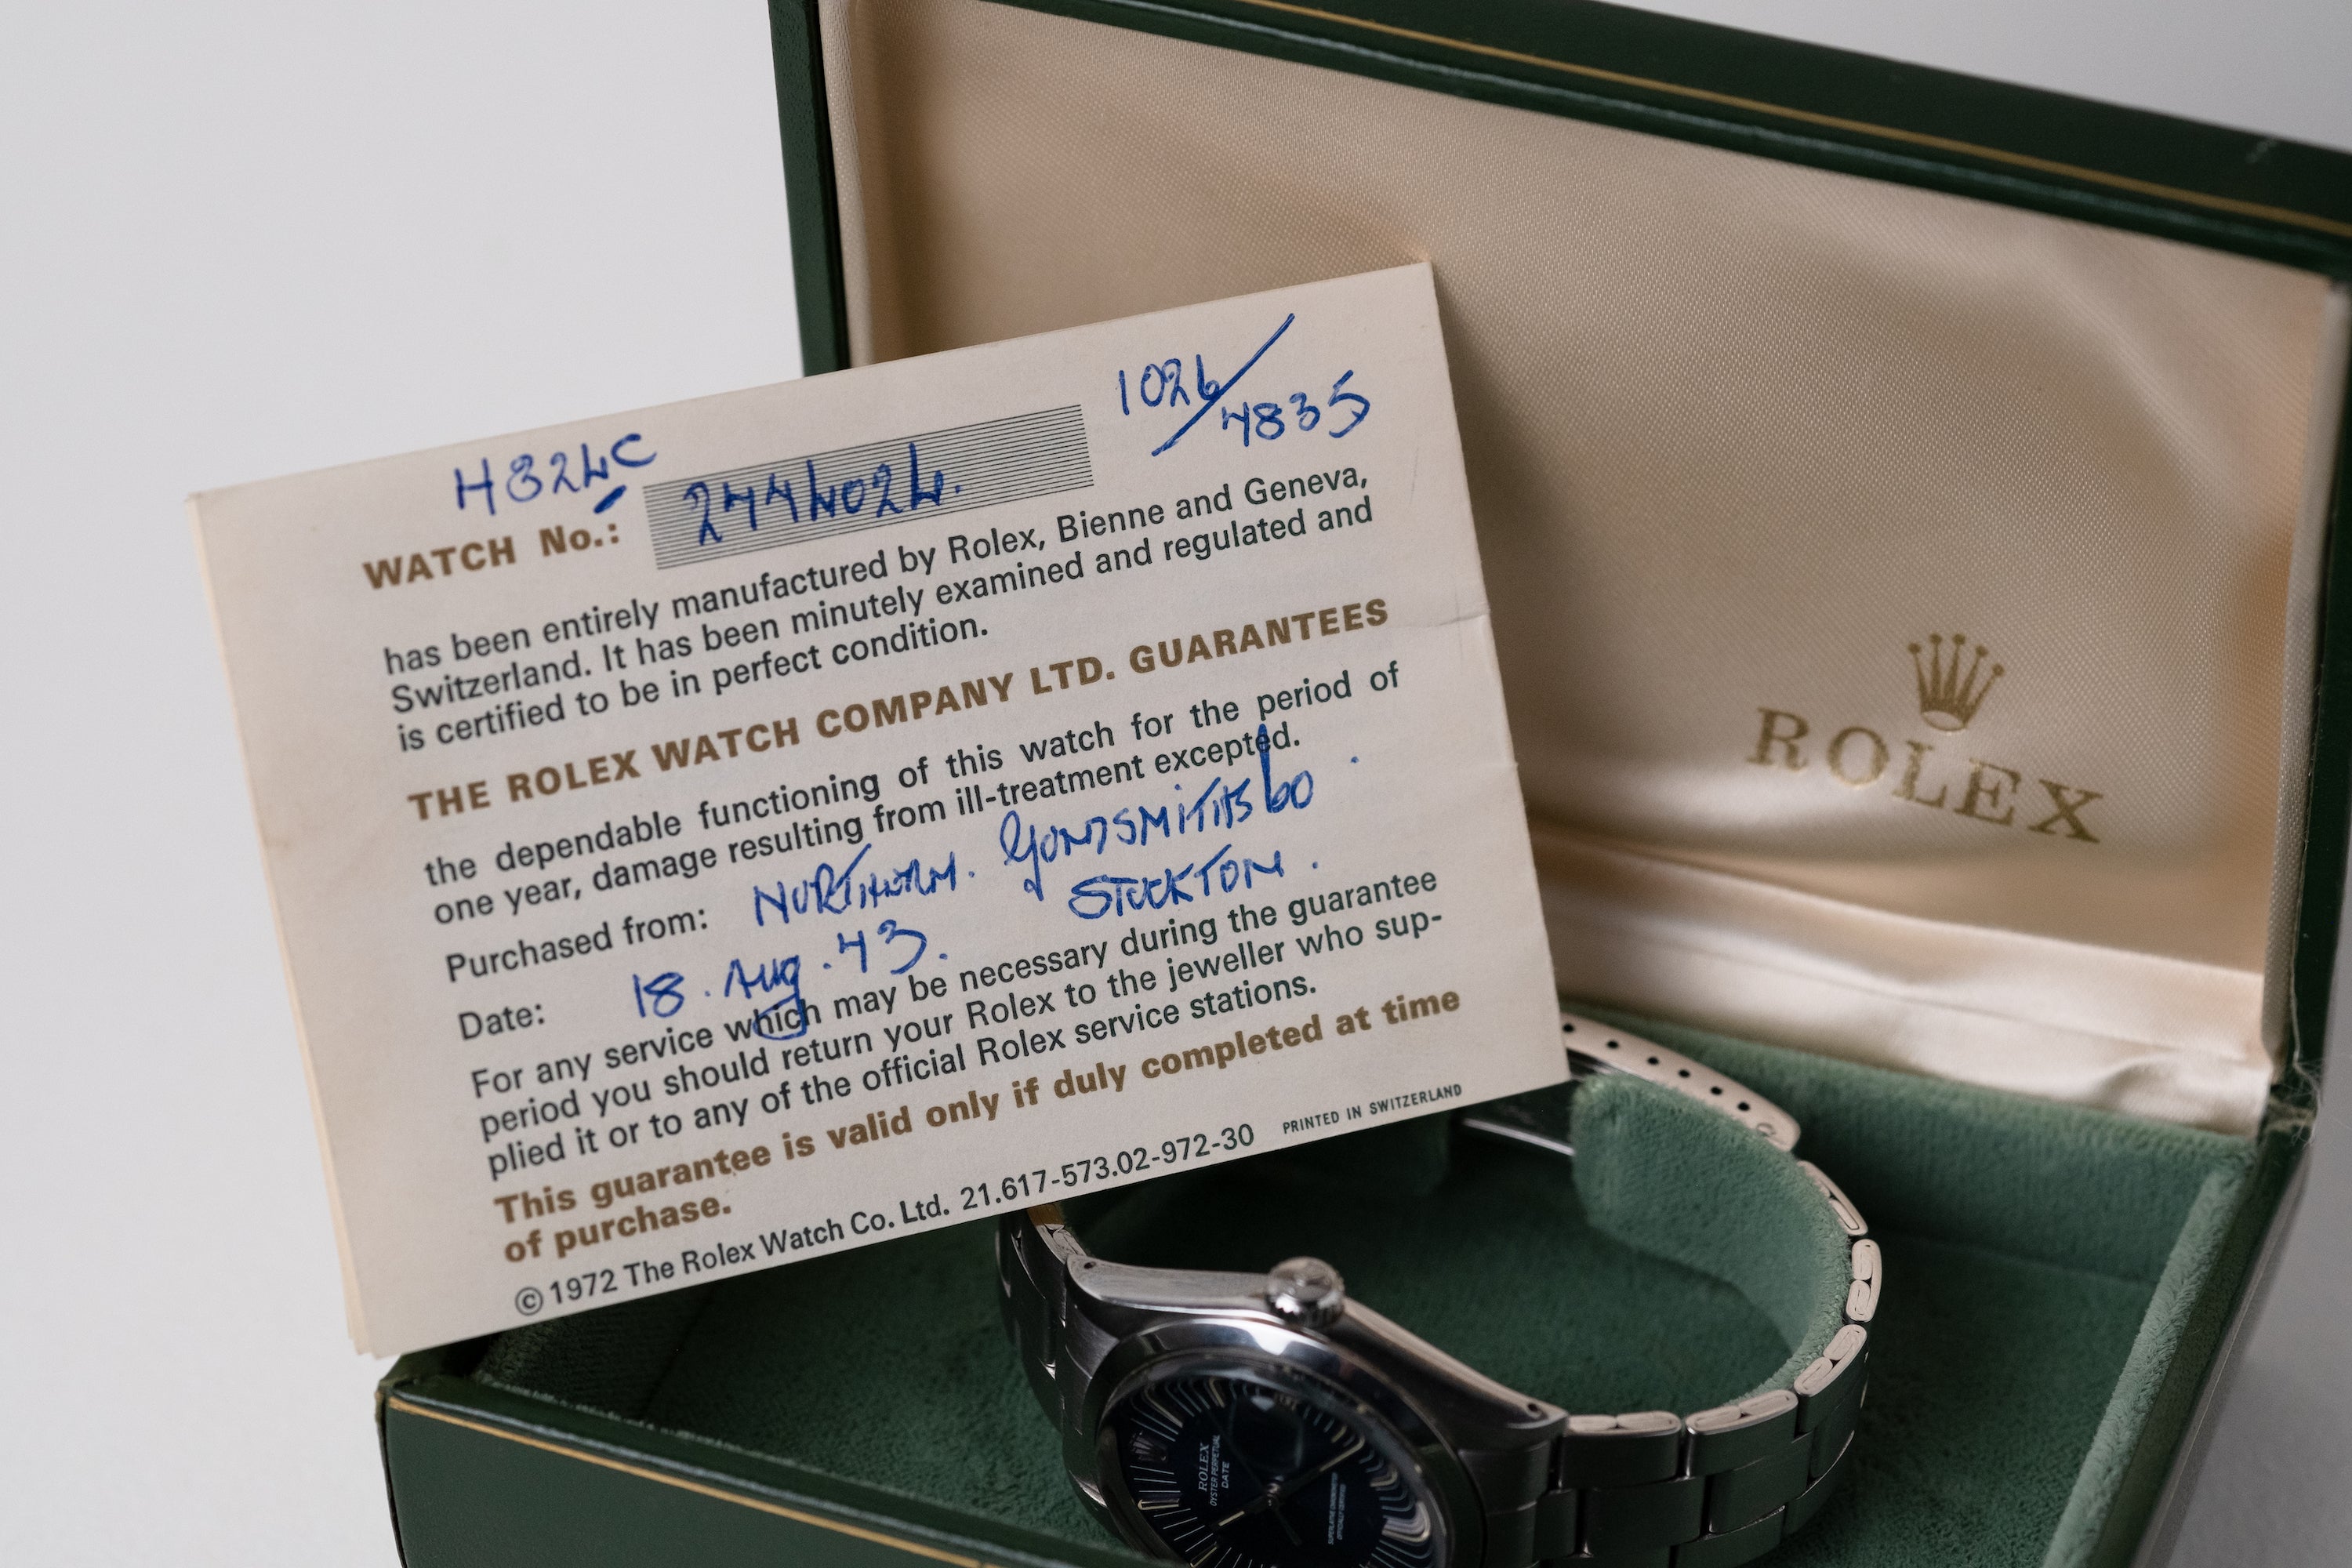 1026/7835
WATCH No.: 2774024.
has been entirely manufactured by Rolex, Bienne and Geneva,
Switzerland. It has been minutely examined and regulated and
is certified to be in perfect condition.
THE ROLEX WATCH COMPANY LTD. GUARANTEES
the dependable functioning of this watch for the period of
one year, damage resulting from ill-treatment excepted.
Purchased from: NORTHERN. GOLDSMITHS Co
STOCKTON.
Date: 18. Aug. 73.
For any service which may be necessary during the guarantee
period you should return your Rolex to the jeweller who sup-
plied it or to any of the official Rolex service stations.
This guarantee is valid only if duly completed at time
of purchase.
© 1972 The Rolex Watch Co. Ltd. 21.617-573.02-972-30 PRINTED IN SWITZERLAND
ROLEX
ROLEX
OYSTER PERPETUAL
DATE
SUPERLATIVE CHRONOMETER
OFFICIALLY CERTIFIED